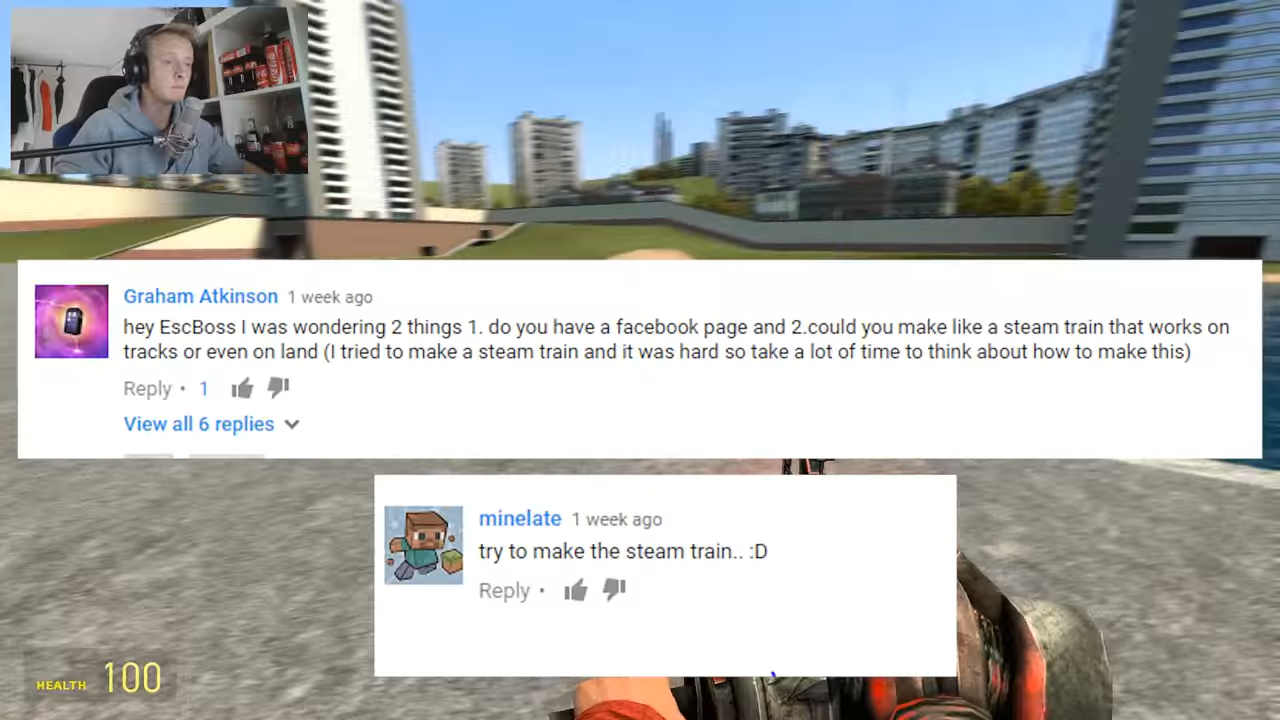 Graham Atkinson 1 week ago
hey EscBoss I was wondering 2 things 1. do you have a facebook page and 2.could you make like a steam train that works on
tracks or even on land (I tried to make a steam train and it was hard so take a lot of time to think about how to make this)
Reply • 1
View all 6 replies
minelate 1 week ago
try to make the steam train.. :D
Reply •
HEALTH 100